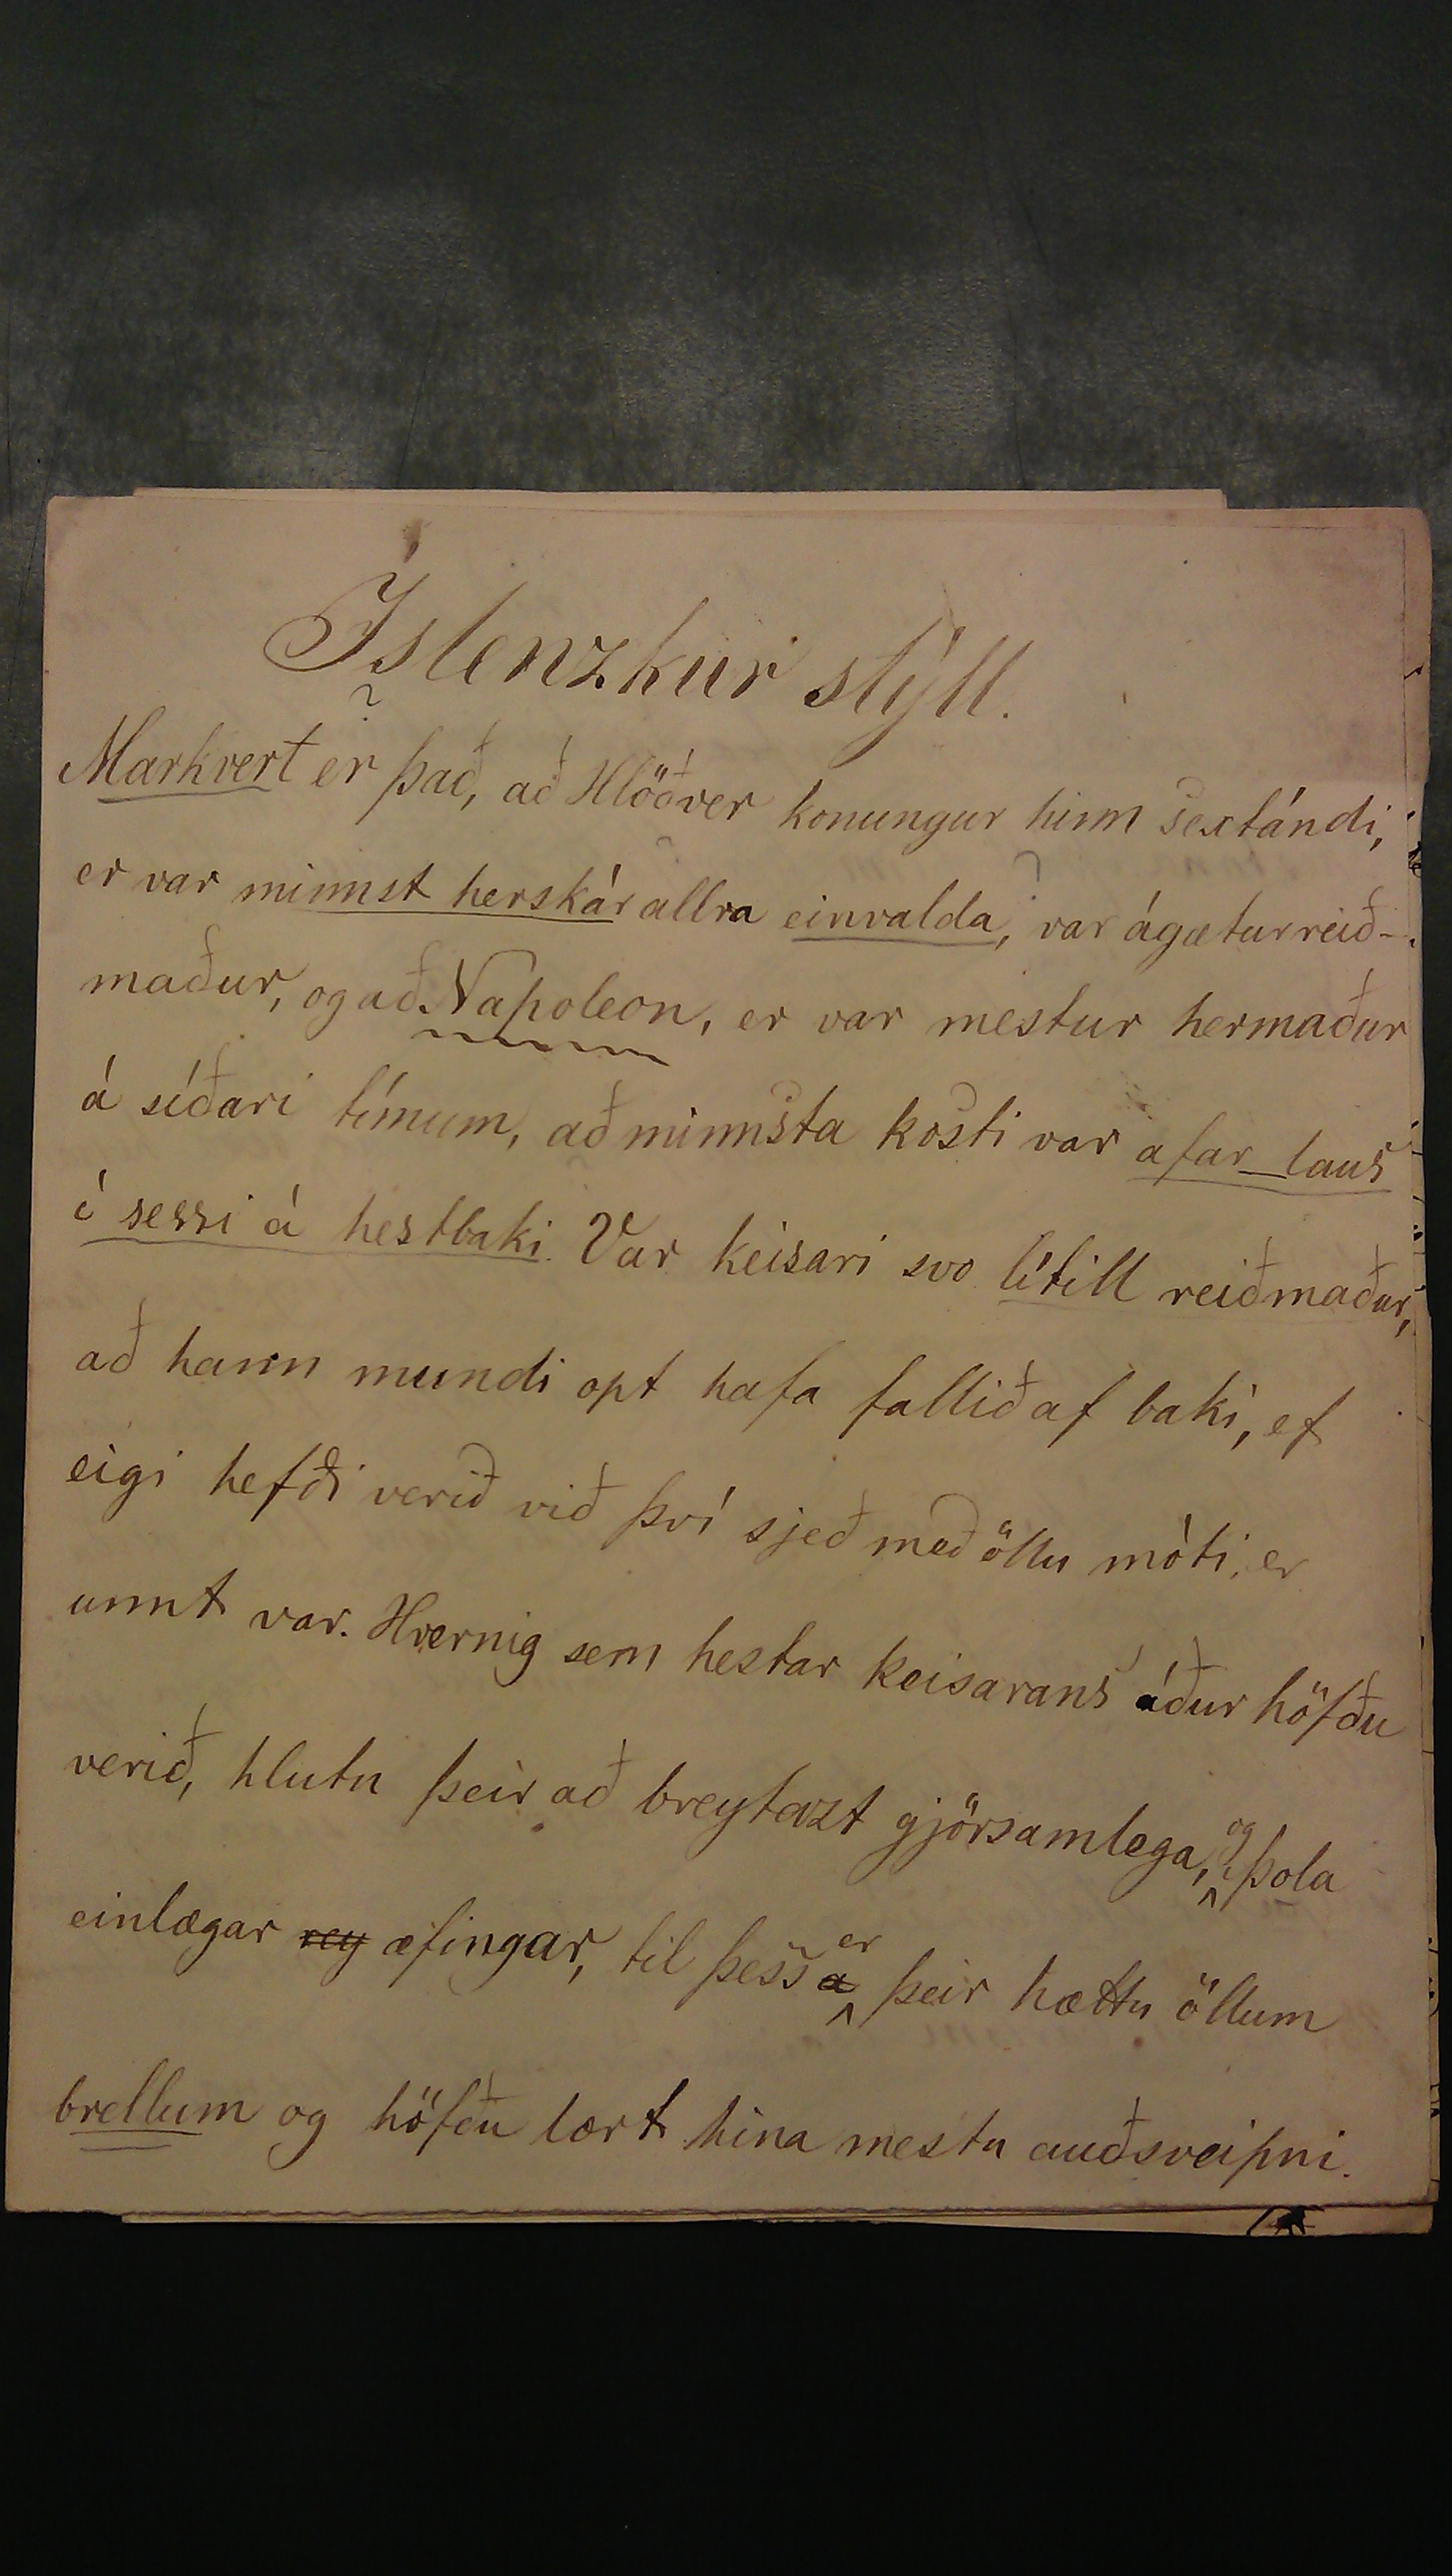 Íslenzkur stýll.
Markvert er það, að Hlöðver konungur hinn sextándi,
er var minnst herskár allra einvalda, var ágætur reið-
maður, og að Napoleon, er var mestur hermaður
á síðari tímum, að minnsta kosti var afar laus
í sessi á hestbaki. Var keisari svo lítill reiðmaður,
að hann mundi opt hafa fallið af baki, ef
eigi hefði verið við því sjeð með öllu móti, er
unnt var. Hvernig sem hestar keisarans áður höfðu
verið, hlutu þeir að breytazt gjörsamlega, og þola
einlægar rey æfingar, til þess a er þeir hættu öllum
brellum og höfðu lært hina mestu auðsveipni.